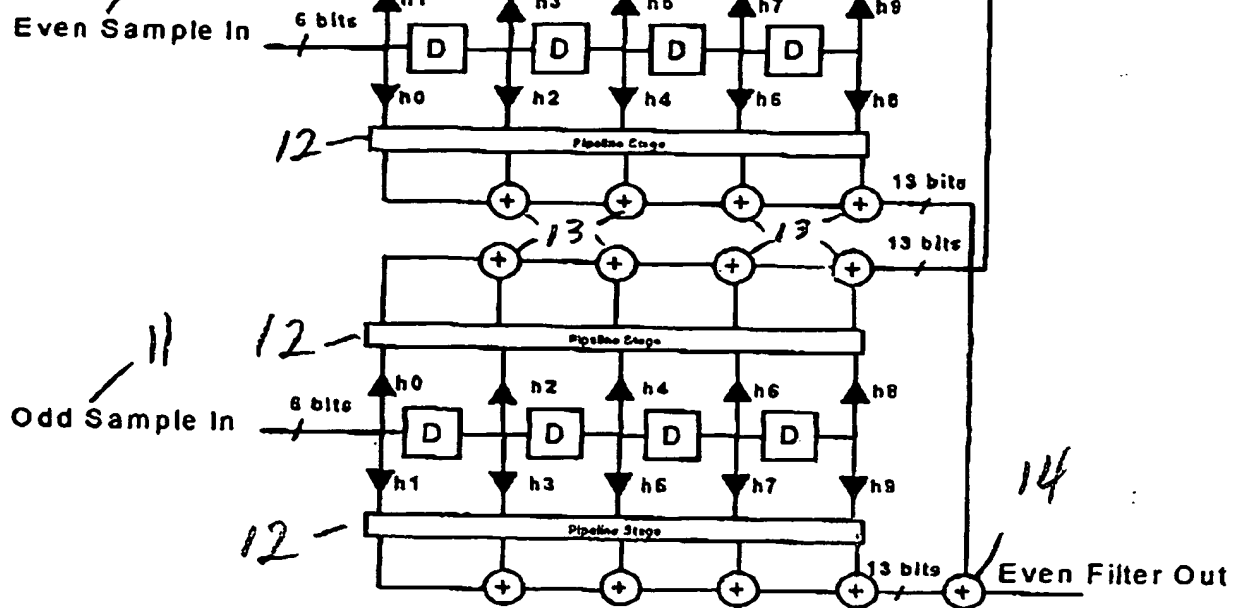 h1 h3 h5 h7 h9
6 bits
Even Sample In
D D D D
h0 h2 h4 h6 h8
12
Pipeline Stage
+ + + + 13 bits
13 13
+ + + + 13 bits
12
Pipeline Stage
11
h0 h2 h4 h6 h8
6 bits
Odd Sample In
D D D D
h1 h3 h5 h7 h9
14
12
Pipeline Stage
+ + + + 13 bits + Even Filter Out